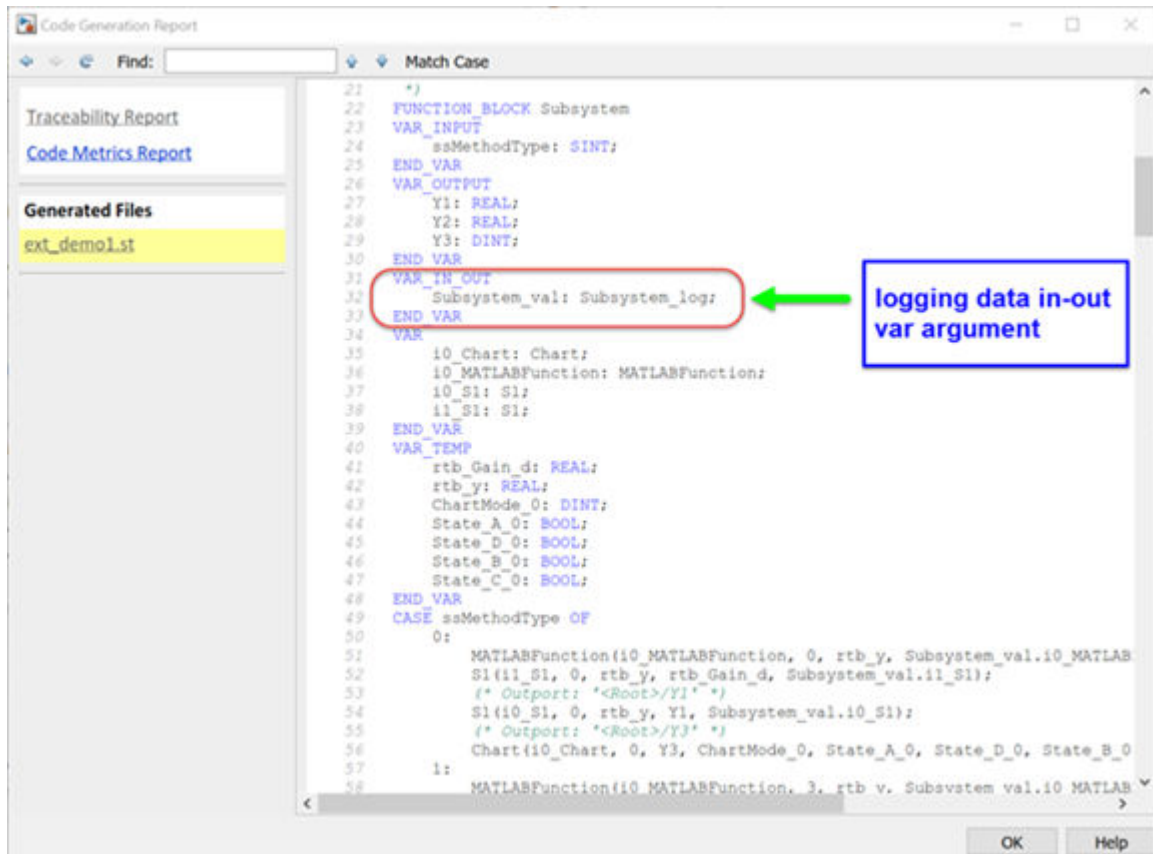 Code Generation Report
Find:
Match Case
Traceability Report
Code Metrics Report
Generated Files
ext_demo1.st
21 *)
22 FUNCTION_BLOCK Subsystem
23 VAR_INPUT
24 ssMethodType: SINT;
25 END_VAR
26 VAR_OUTPUT
27 Y1: REAL;
28 Y2: REAL;
29 Y3: DINT;
30 END_VAR
31 VAR_IN_OUT
32 Subsystem_val: Subsystem_log;
33 END_VAR
34 VAR
35 i0_Chart: Chart;
36 i0_MATLABFunction: MATLABFunction;
37 i0_S1: S1;
38 i1_S1: S1;
39 END_VAR
40 VAR_TEMP
41 rtb_Gain_d: REAL;
42 rtb_y: REAL;
43 ChartMode_0: DINT;
44 State_A_0: BOOL;
45 State_D_0: BOOL;
46 State_B_0: BOOL;
47 State_C_0: BOOL;
48 END_VAR
49 CASE ssMethodType OF
50 0:
51 MATLABFunction(i0_MATLABFunction, 0, rtb_y, Subsystem_val.i0_MATLAB
52 S1(i1_S1, 0, rtb_y, rtb_Gain_d, Subsystem_val.i1_S1);
53 (* Outport: "<Root>/Y1" *)
54 S1(i0_S1, 0, rtb_y, Y1, Subsystem_val.i0_S1);
55 (* Outport: "<Root>/Y3" *)
56 Chart(i0_Chart, 0, Y3, ChartMode_0, State_A_0, State_D_0, State_B_0
57 1:
58 MATLABFunction(i0_MATLABFunction, 3, rtb_y, Subsystem_val.i0_MATLAB
logging data in-out
var argument
OK
Help